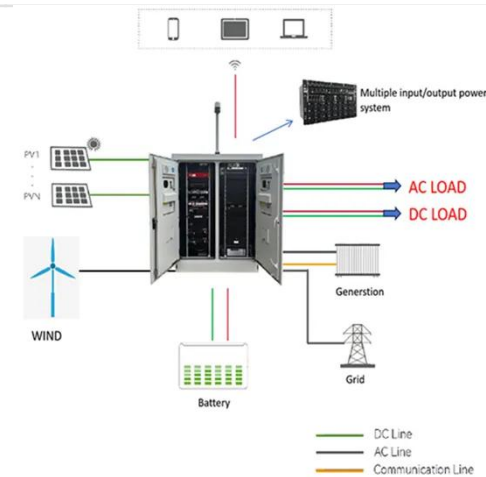 Multiple input/output power
system
PV1
PVN
AC LOAD
DC LOAD
WIND
Generstion
Grid
Battery
DC Line
AC Line
Communication Line